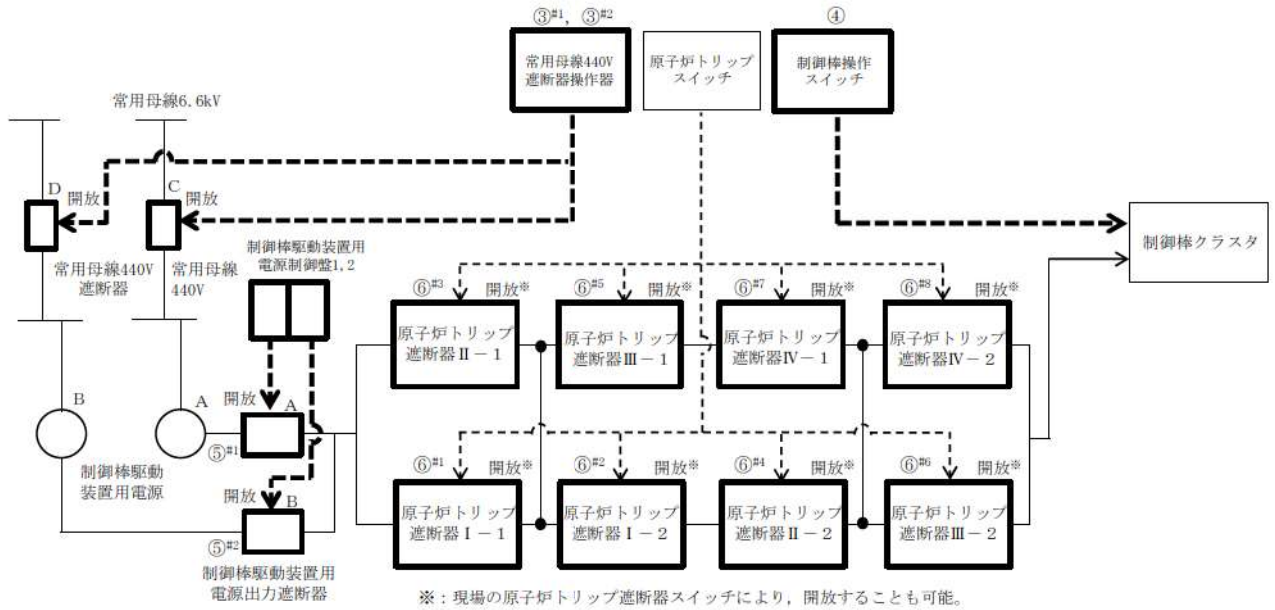 ③#1, ③#2
④
常用母線440V
遮断器操作器
原子炉トリップ
スイッチ
制御棒操作
スイッチ
常用母線6.6kV
D
開放
C
開放
制御棒クラスタ
制御棒駆動装置用
電源制御盤1,2
常用母線440V
遮断器
常用母線
440V
⑥#3
開放※
⑥#5
開放※
⑥#7
開放※
⑥#8
開放※
原子炉トリップ
遮断器Ⅱ-1
原子炉トリップ
遮断器Ⅲ-1
原子炉トリップ
遮断器Ⅳ-1
原子炉トリップ
遮断器Ⅳ-2
B
A
開放
A
⑤#1
制御棒駆動
装置用電源
開放
B
⑤#2
⑥#1
開放※
⑥#2
開放※
⑥#4
開放※
⑥#6
開放※
原子炉トリップ
遮断器Ⅰ-1
原子炉トリップ
遮断器Ⅰ-2
原子炉トリップ
遮断器Ⅱ-2
原子炉トリップ
遮断器Ⅲ-2
制御棒駆動装置用
電源出力遮断器
※：現場の原子炉トリップ遮断器スイッチにより，開放することも可能。